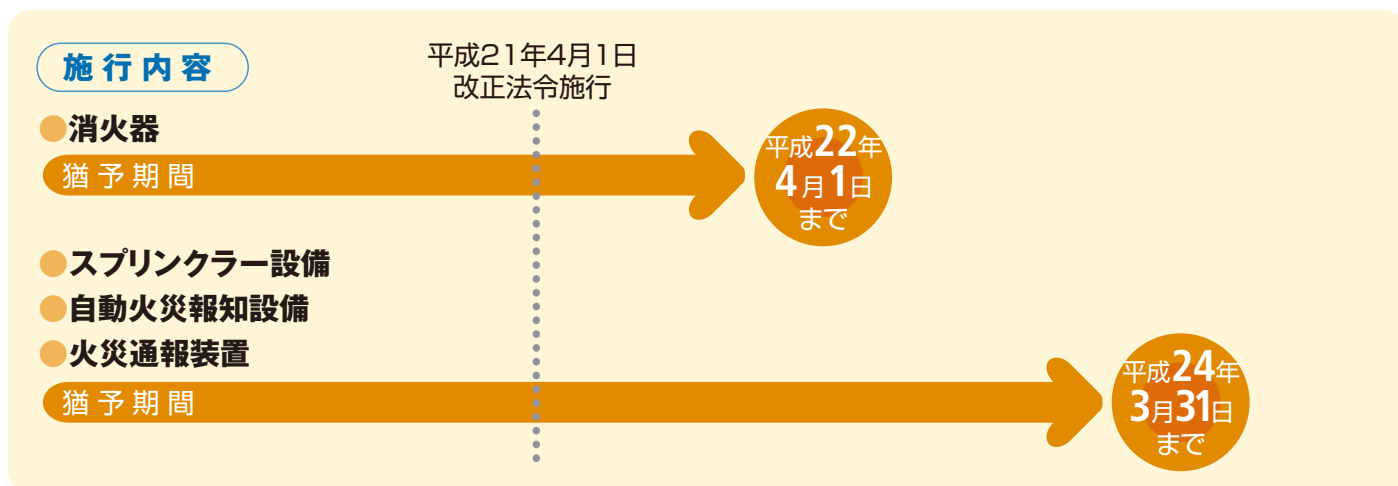 施行内容
平成21年4月1日
改正法令施行
●消火器
猶予期間
平成22年
4月1日
まで
●スプリンクラー設備
●自動火災報知設備
●火災通報装置
猶予期間
平成24年
3月31日
まで